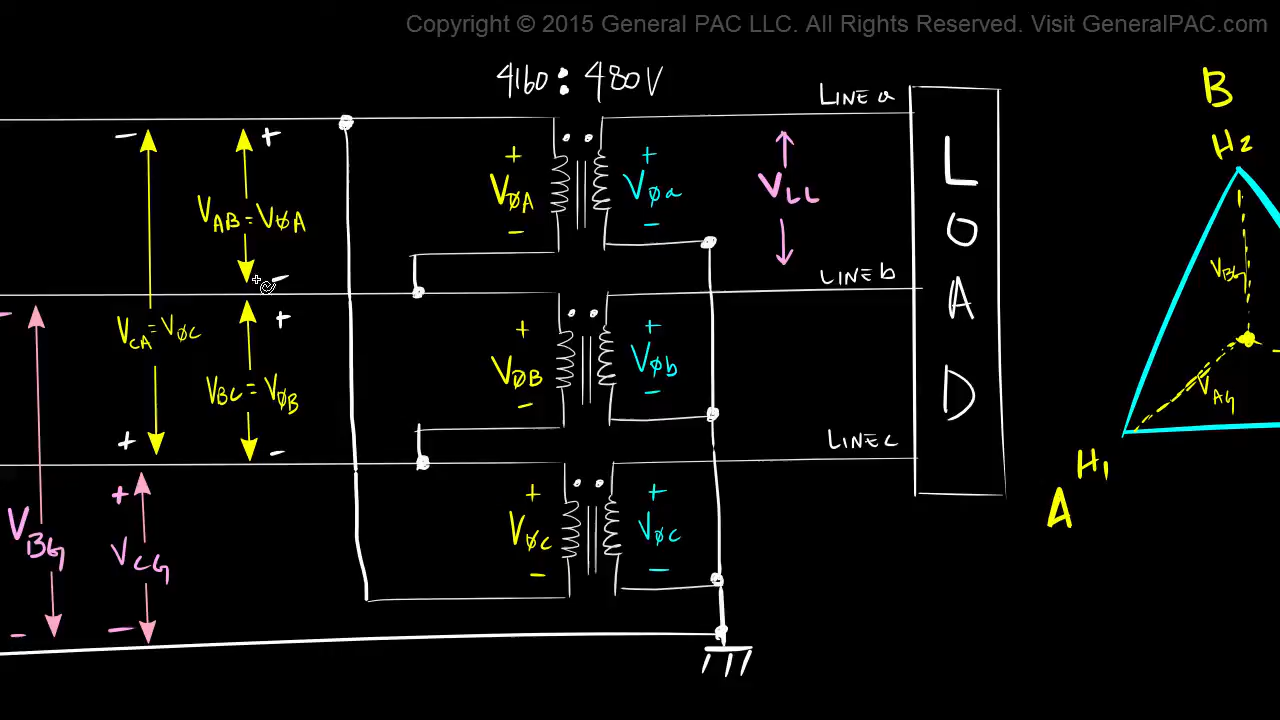 Copyright © 2015 General PAC LLC. All Rights Reserved. Visit GeneralPAC.com
4160 : 480V
LINE a
B
H2
- +
+ +
VØA VØa
- -
VLL
VAB = VØA
-
LINE b
- +
VCA = VØC
+ +
VØB VØb
- -
VBC = VØB
+ -
VBG
VAG
LINE c
H1
A
+
VBG
VCG
+ +
VØC VØc
- -
- -
L
O
A
D